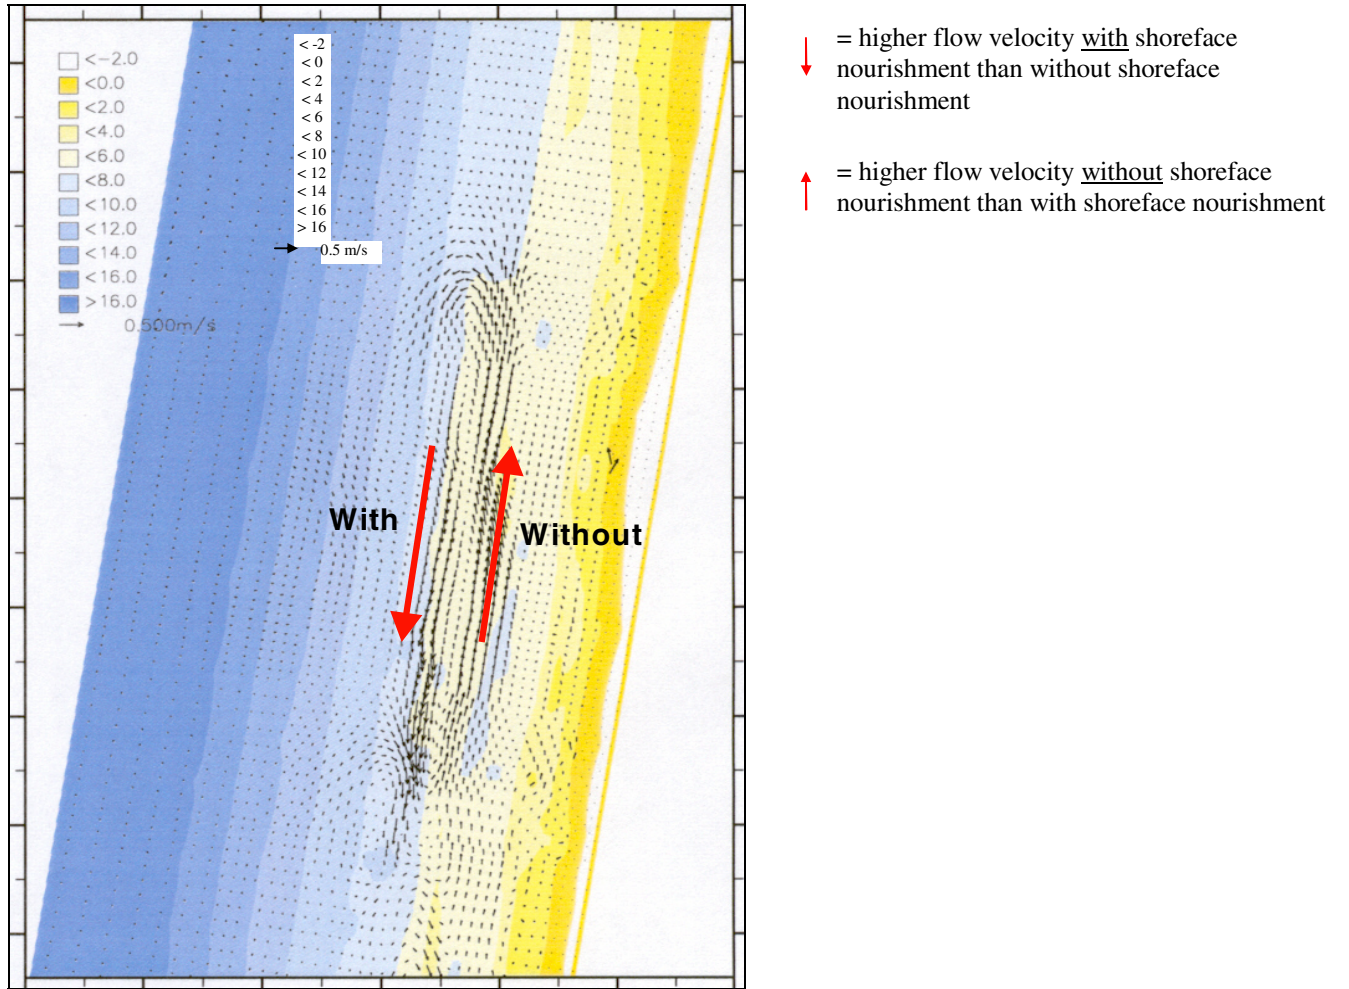 <−2.0
<0.0
<2.0
<4.0
<6.0
<8.0
<10.0
<12.0
<14.0
<16.0
>16.0
0.500m/s
< -2
< 0
< 2
< 4
< 6
< 8
< 10
< 12
< 14
< 16
> 16
0.5 m/s
With
Without
= higher flow velocity with shoreface
nourishment than without shoreface
nourishment
= higher flow velocity without shoreface
nourishment than with shoreface nourishment